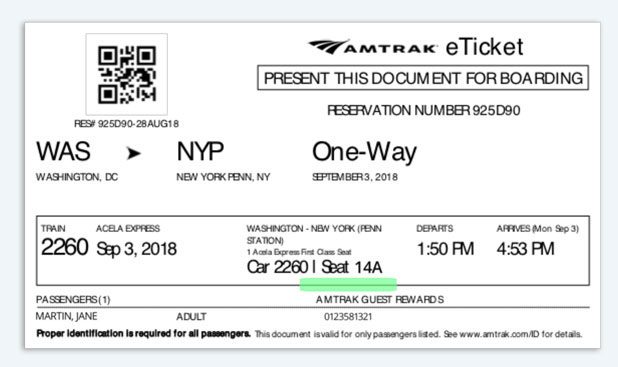 AMTRAK eTicket
PRESENT THIS DOCUMENT FOR BOARDING
RESERVATION NUMBER 925D90
RES# 925D90-28AUG18
WAS ➤ NYP One-Way
WASHINGTON, DC NEW YORK PENN, NY SEPTEMBER 3, 2018
TRAIN ACELA EXPRESS WASHINGTON - NEW YORK (PENN STATION) DEPARTS ARRIVES (Mon Sep 3)
2260 Sep 3, 2018 1 Acela Express First Class Seat 1:50 PM 4:53 PM
Car 2260 | Seat 14A
PASSENGERS (1) AMTRAK GUEST REWARDS
MARTIN, JANE ADULT 0123581321
Proper identification is required for all passengers. This document is valid for only passengers listed. See www.amtrak.com/ID for details.